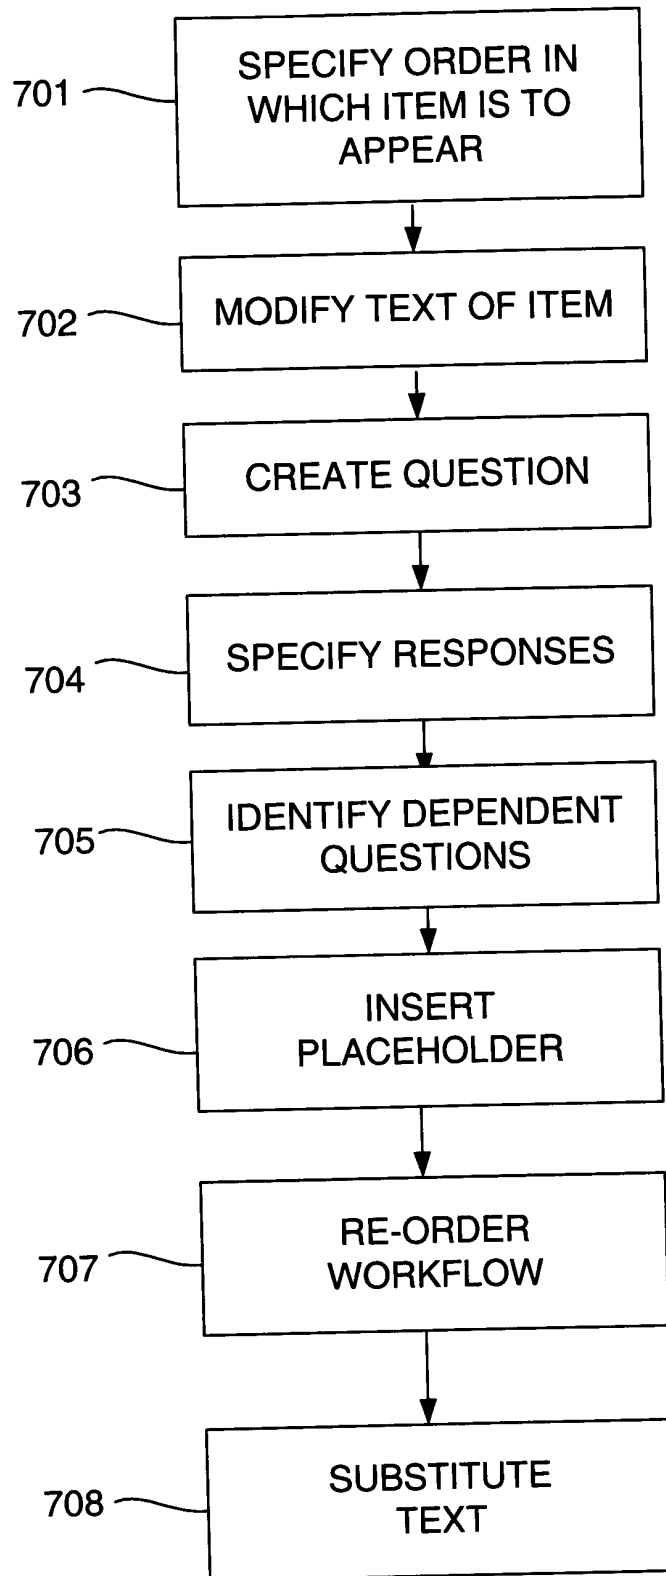 701
SPECIFY ORDER IN
WHICH ITEM IS TO
APPEAR
702
MODIFY TEXT OF ITEM
703
CREATE QUESTION
704
SPECIFY RESPONSES
705
IDENTIFY DEPENDENT
QUESTIONS
706
INSERT
PLACEHOLDER
707
RE-ORDER
WORKFLOW
708
SUBSTITUTE
TEXT